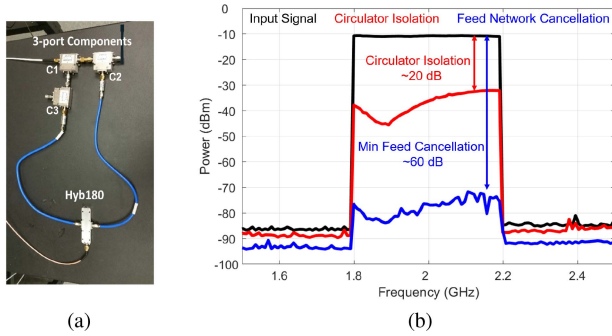 3-port Components
C1
C2
C3
Hyb180
(a)
Input Signal Circulator Isolation Feed Network Cancellation
Circulator Isolation
~20 dB
Min Feed Cancellation
~60 dB
Power (dBm)
0
-10
-20
-30
-40
-50
-60
-70
-80
-90
-100
1.6 1.8 2 2.2 2.4
Frequency (GHz)
(b)